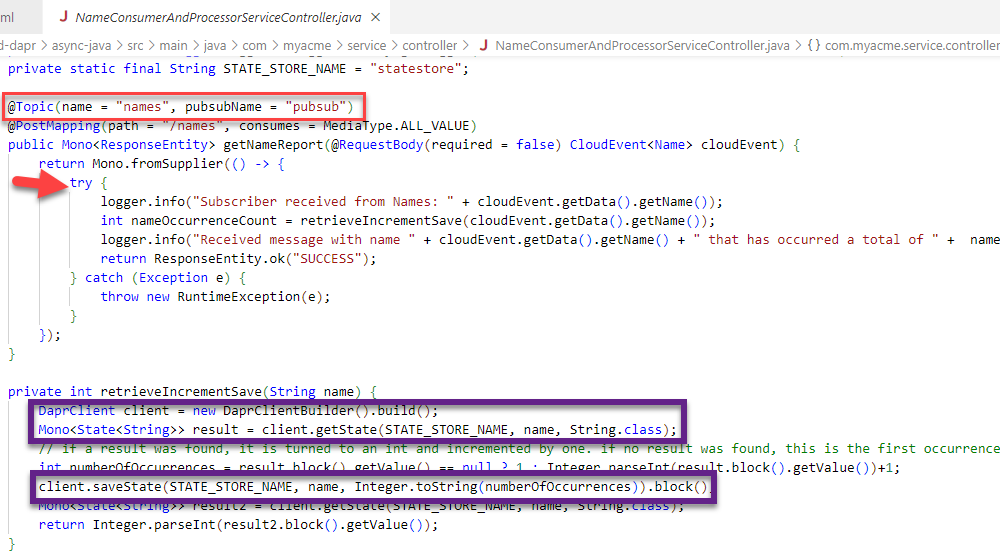 ml
J NameConsumerAndProcessorServiceController.java ×
d-dapr > async-java > src > main > java > com > myacme > service > controller > J NameConsumerAndProcessorServiceController.java > {} com.myacme.service.controller
private static final String STATE_STORE_NAME = "statestore";
@Topic(name = "names", pubsubName = "pubsub")
@PostMapping(path = "/names", consumes = MediaType.ALL_VALUE)
public Mono<ResponseEntity> getNameReport(@RequestBody(required = false) CloudEvent<Name> cloudEvent) {
return Mono.fromSupplier(() -> {
try {
logger.info("Subscriber received from Names: " + cloudEvent.getData().getName());
int nameOccurrenceCount = retrieveIncrementSave(cloudEvent.getData().getName());
logger.info("Received message with name " + cloudEvent.getData().getName() + " that has occurred a total of " + name
return ResponseEntity.ok("SUCCESS");
} catch (Exception e) {
throw new RuntimeException(e);
}
});
}
private int retrieveIncrementSave(String name) {
DaprClient client = new DaprClientBuilder().build();
Mono<State<String>> result = client.getState(STATE_STORE_NAME, name, String.class);
// if a result was found, it is turned to an int and incremented by one. if no result was found, this is the first occurrence
int numberOfOccurrences = result.block().getValue() == null ? 1 : Integer.parseInt(result.block().getValue())+1;
client.saveState(STATE_STORE_NAME, name, Integer.toString(numberOfOccurrences)).block()
Mono<State<String>> result2 = client.getState(STATE_STORE_NAME, name, String.class);
return Integer.parseInt(result2.block().getValue());
}